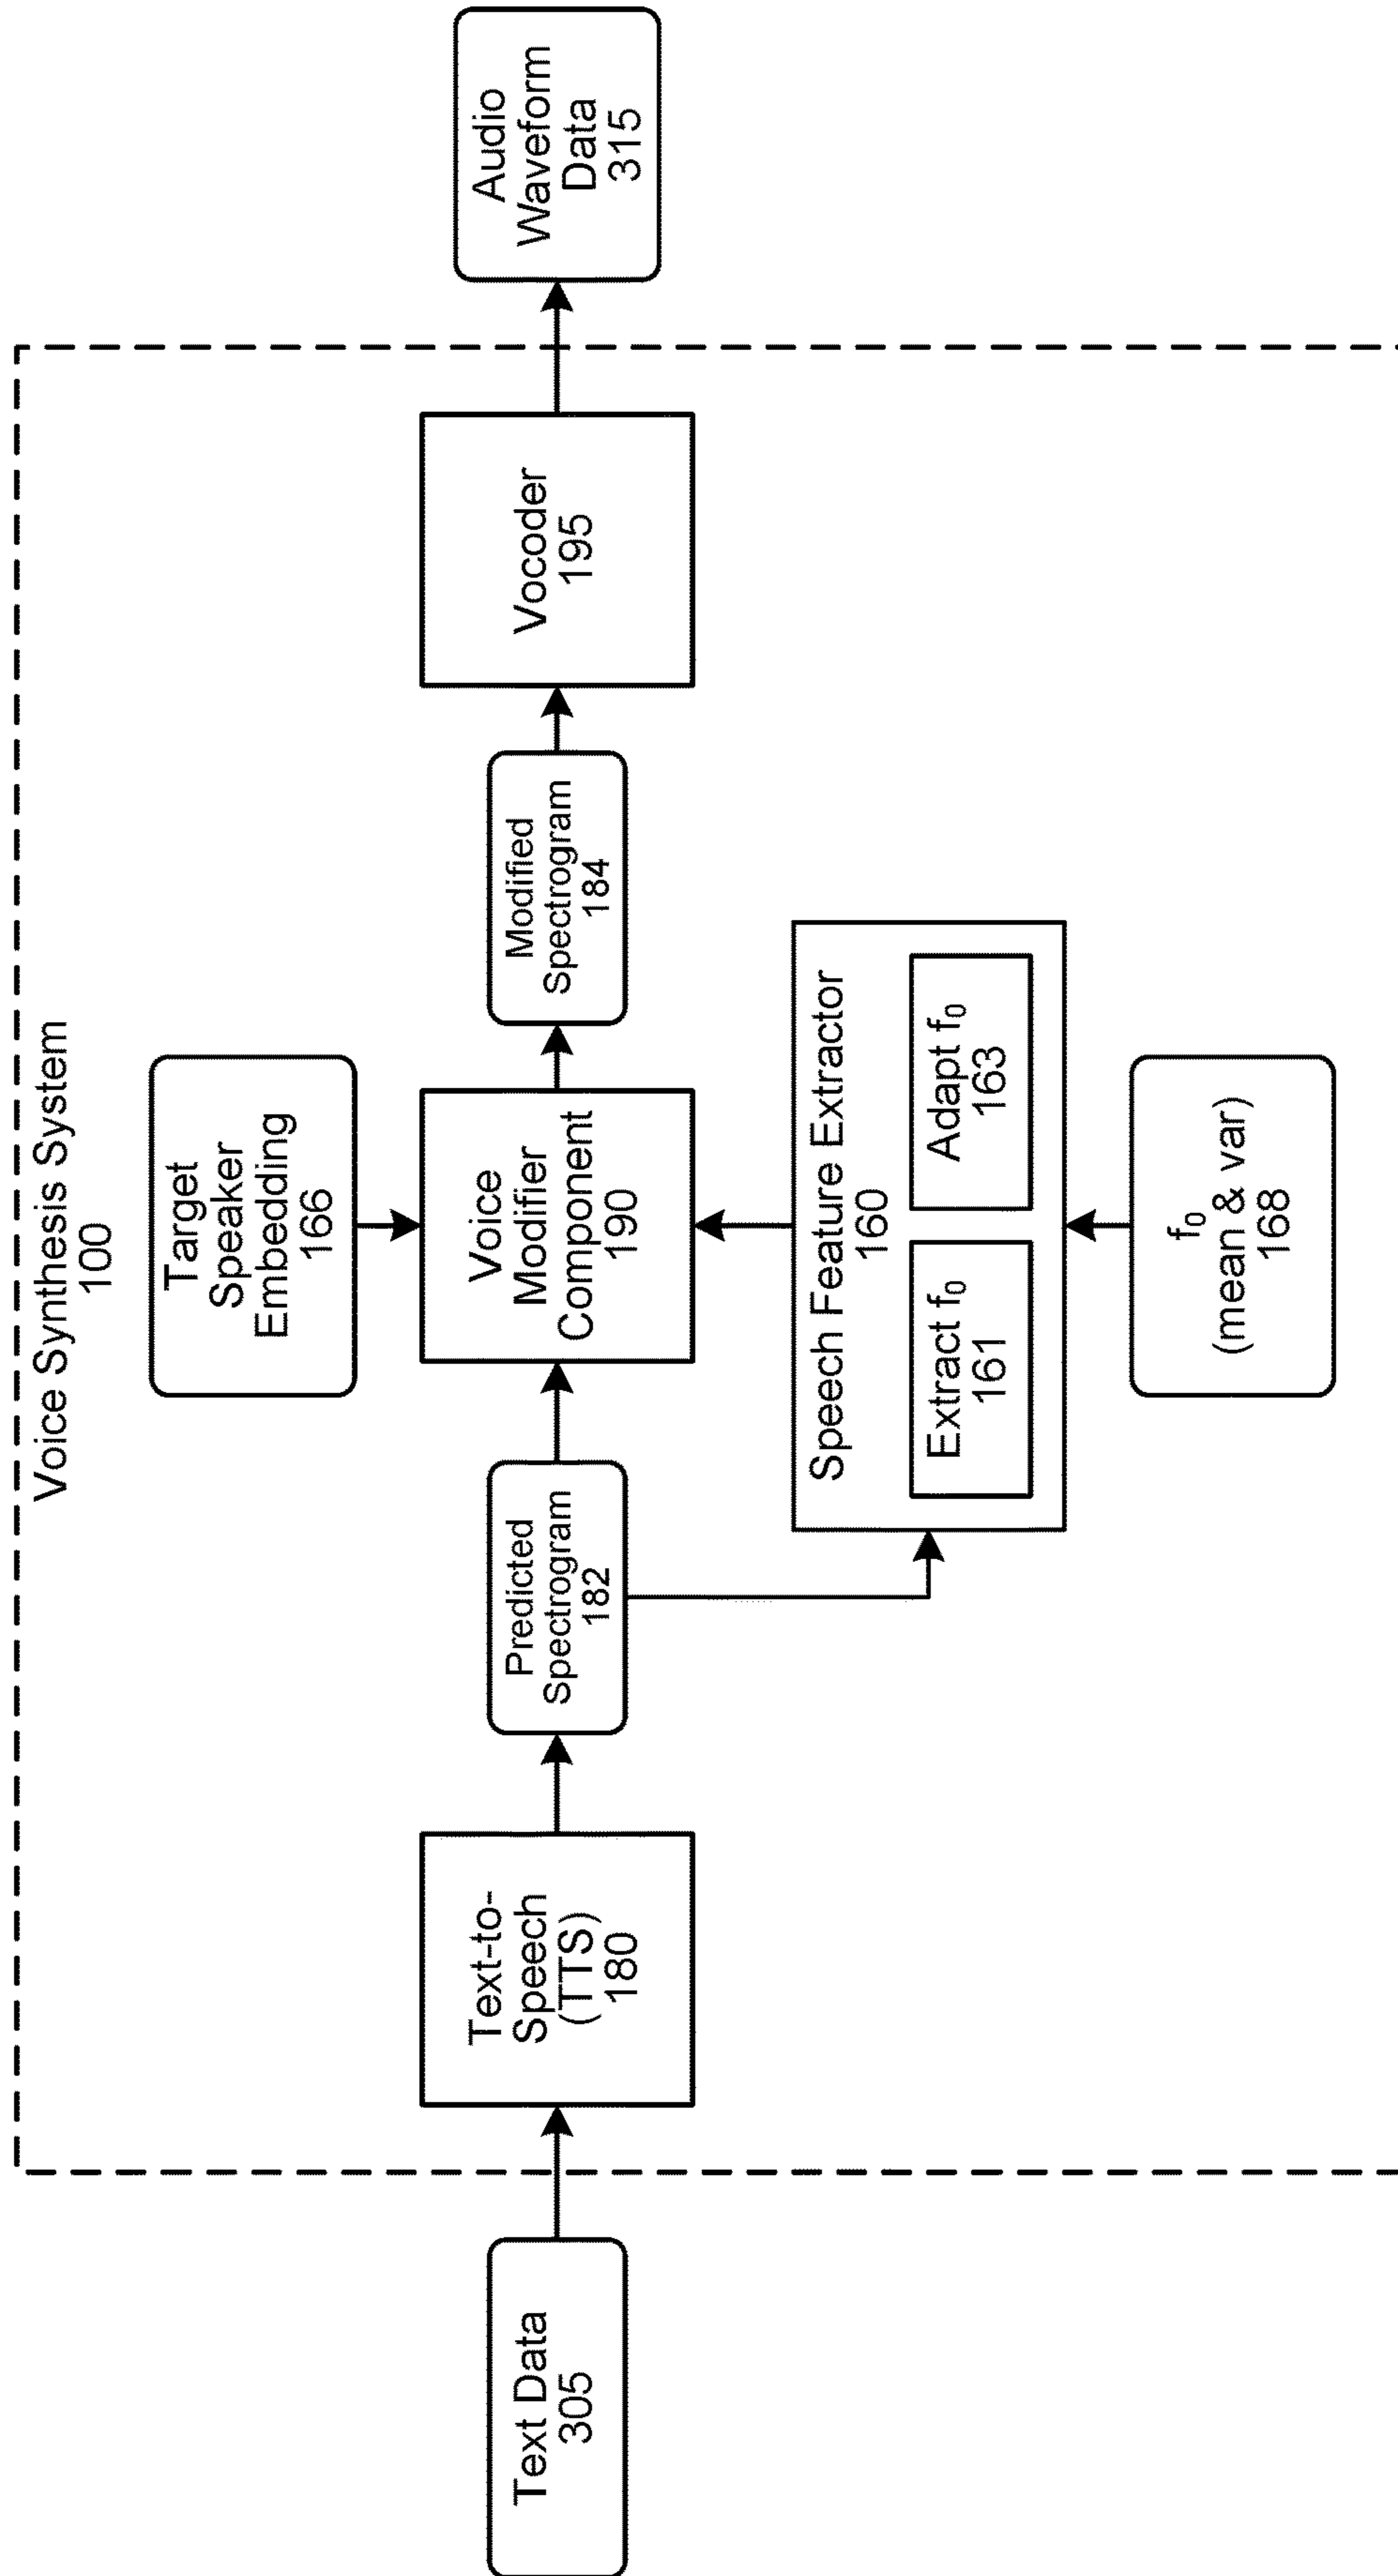 Voice Synthesis System
100
Text Data
305
Text-to-
Speech
(TTS)
180
Predicted
Spectrogram
182
Target
Speaker
Embedding
166
Voice
Modifier
Component
190
Speech Feature Extractor
160
Extract f₀
161
Adapt f₀
163
f₀
(mean & var)
168
Modified
Spectrogram
184
Vocoder
195
Audio
Waveform
Data
315